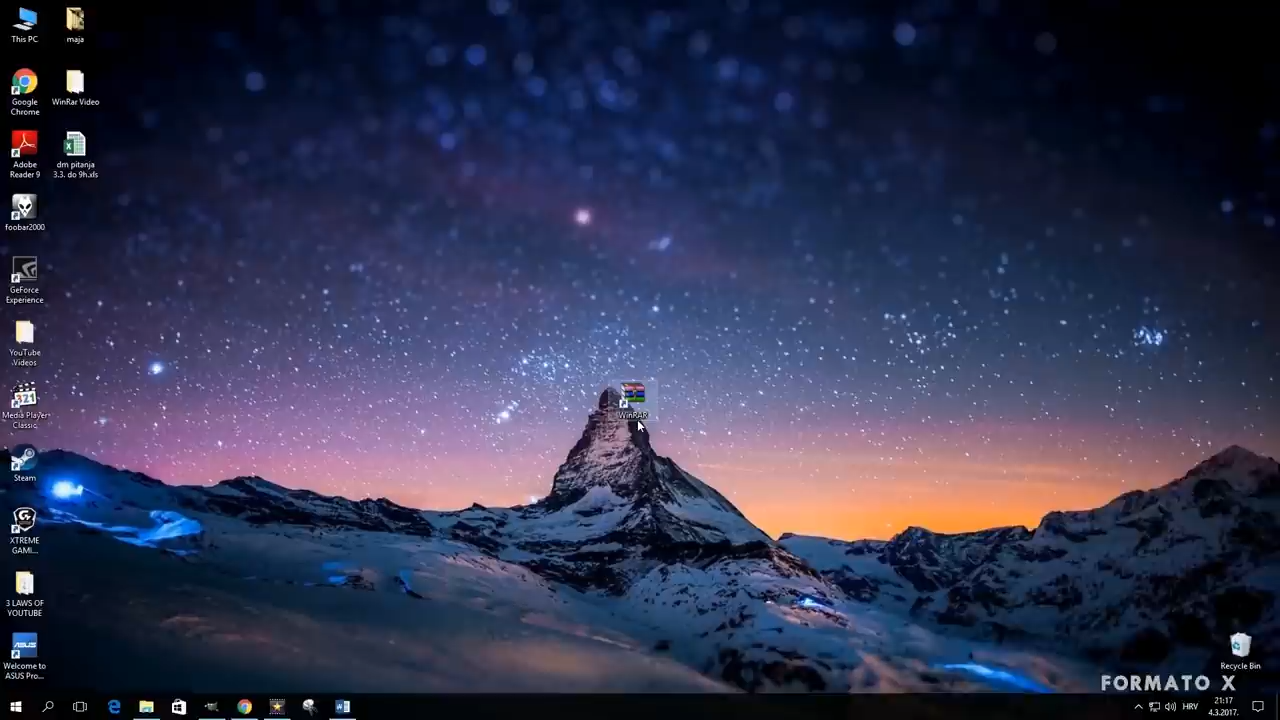 This PC
maja
Google
Chrome
WinRar Video
Adobe
Reader 9
dm pitanja
3.3. do 9h.xls
foobar2000
GeForce
Experience
YouTube
Videos
Media Player
Classic
Steam
XTREME
GAMI...
3 LAWS OF
YOUTUBE
Welcome to
ASUS Pro...
WinRAR
Recycle Bin
FORMATO X
HRV
21:17
4.3.2017.